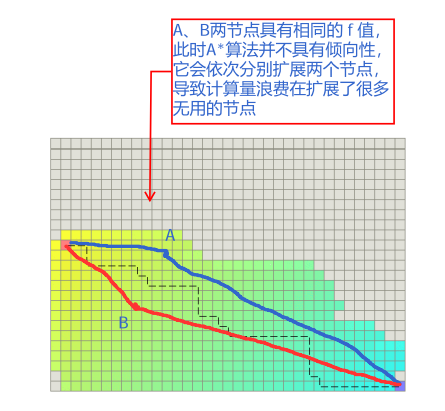 A、B两节点具有相同的 f 值，
此时A*算法并不具有倾向性，
它会依次分别扩展两个节点，
导致计算量浪费在扩展了很多
无用的节点
A
B